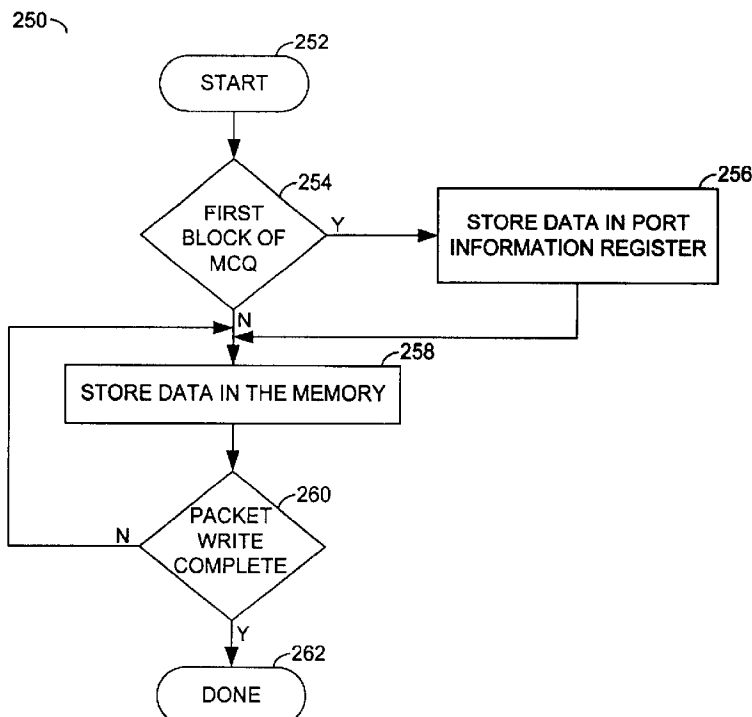 250
252
START
254
FIRST
BLOCK OF
MCQ
Y
256
STORE DATA IN PORT
INFORMATION REGISTER
N
258
STORE DATA IN THE MEMORY
260
PACKET
WRITE
COMPLETE
N
Y
262
DONE